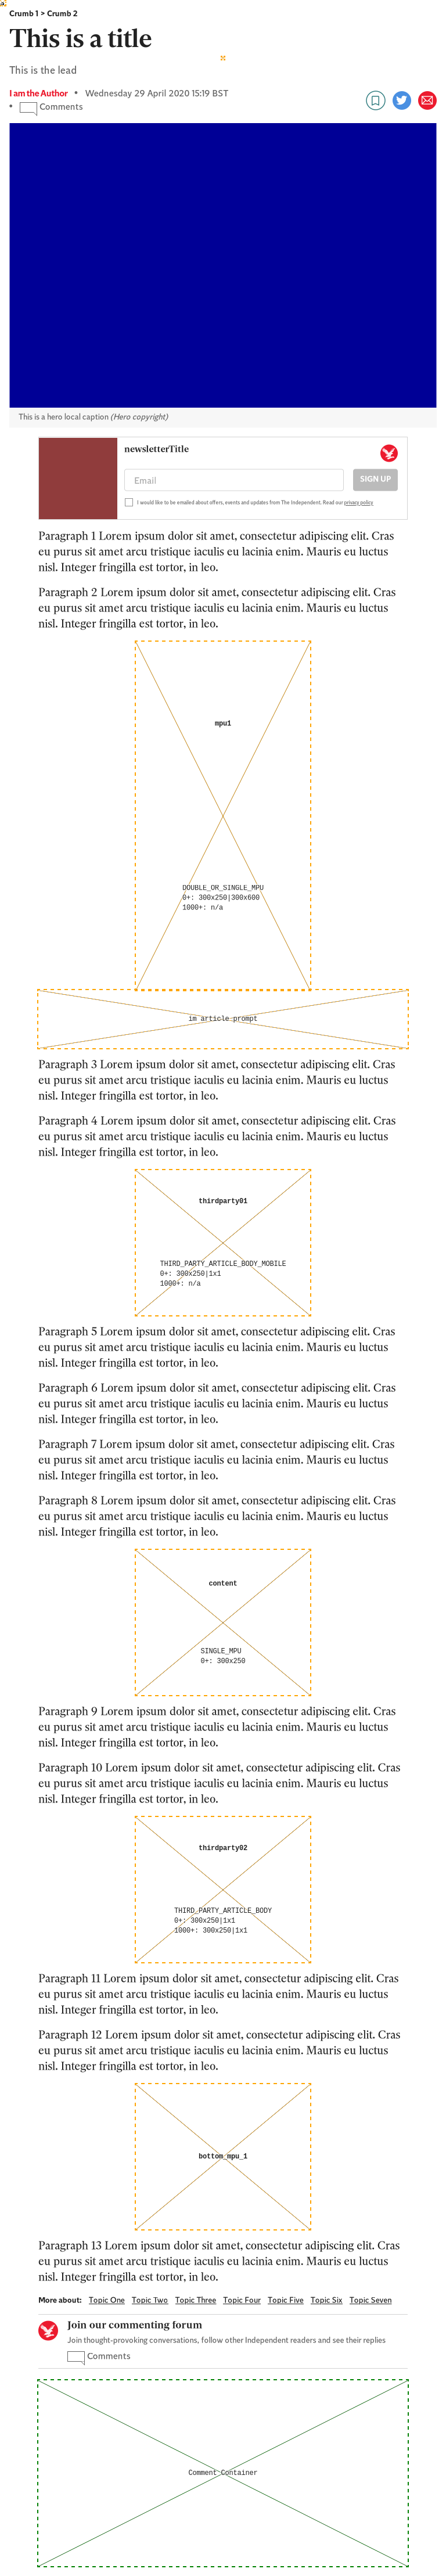 Crumb 1 > Crumb 2
This is a title
This is the lead
I am the Author • Wednesday 29 April 2020 15:19 BST
• Comments
This is a hero local caption (Hero copyright)
newsletterTitle
Email
SIGN UP
I would like to be emailed about offers, events and updates from The Independent. Read our privacy policy
Paragraph 1 Lorem ipsum dolor sit amet, consectetur adipiscing elit. Cras
eu purus sit amet arcu tristique iaculis eu lacinia enim. Mauris eu luctus
nisl. Integer fringilla est tortor, in leo.
Paragraph 2 Lorem ipsum dolor sit amet, consectetur adipiscing elit. Cras
eu purus sit amet arcu tristique iaculis eu lacinia enim. Mauris eu luctus
nisl. Integer fringilla est tortor, in leo.
mpu1
DOUBLE_OR_SINGLE_MPU
0+: 300x250|300x600
1000+: n/a
im article prompt
Paragraph 3 Lorem ipsum dolor sit amet, consectetur adipiscing elit. Cras
eu purus sit amet arcu tristique iaculis eu lacinia enim. Mauris eu luctus
nisl. Integer fringilla est tortor, in leo.
Paragraph 4 Lorem ipsum dolor sit amet, consectetur adipiscing elit. Cras
eu purus sit amet arcu tristique iaculis eu lacinia enim. Mauris eu luctus
nisl. Integer fringilla est tortor, in leo.
thirdparty01
THIRD_PARTY_ARTICLE_BODY_MOBILE
0+: 300x250|1x1
1000+: n/a
Paragraph 5 Lorem ipsum dolor sit amet, consectetur adipiscing elit. Cras
eu purus sit amet arcu tristique iaculis eu lacinia enim. Mauris eu luctus
nisl. Integer fringilla est tortor, in leo.
Paragraph 6 Lorem ipsum dolor sit amet, consectetur adipiscing elit. Cras
eu purus sit amet arcu tristique iaculis eu lacinia enim. Mauris eu luctus
nisl. Integer fringilla est tortor, in leo.
Paragraph 7 Lorem ipsum dolor sit amet, consectetur adipiscing elit. Cras
eu purus sit amet arcu tristique iaculis eu lacinia enim. Mauris eu luctus
nisl. Integer fringilla est tortor, in leo.
Paragraph 8 Lorem ipsum dolor sit amet, consectetur adipiscing elit. Cras
eu purus sit amet arcu tristique iaculis eu lacinia enim. Mauris eu luctus
nisl. Integer fringilla est tortor, in leo.
content
SINGLE_MPU
0+: 300x250
Paragraph 9 Lorem ipsum dolor sit amet, consectetur adipiscing elit. Cras
eu purus sit amet arcu tristique iaculis eu lacinia enim. Mauris eu luctus
nisl. Integer fringilla est tortor, in leo.
Paragraph 10 Lorem ipsum dolor sit amet, consectetur adipiscing elit. Cras
eu purus sit amet arcu tristique iaculis eu lacinia enim. Mauris eu luctus
nisl. Integer fringilla est tortor, in leo.
thirdparty02
THIRD_PARTY_ARTICLE_BODY
0+: 300x250|1x1
1000+: 300x250|1x1
Paragraph 11 Lorem ipsum dolor sit amet, consectetur adipiscing elit. Cras
eu purus sit amet arcu tristique iaculis eu lacinia enim. Mauris eu luctus
nisl. Integer fringilla est tortor, in leo.
Paragraph 12 Lorem ipsum dolor sit amet, consectetur adipiscing elit. Cras
eu purus sit amet arcu tristique iaculis eu lacinia enim. Mauris eu luctus
nisl. Integer fringilla est tortor, in leo.
bottom_mpu_1
Paragraph 13 Lorem ipsum dolor sit amet, consectetur adipiscing elit. Cras
eu purus sit amet arcu tristique iaculis eu lacinia enim. Mauris eu luctus
nisl. Integer fringilla est tortor, in leo.
More about: Topic One Topic Two Topic Three Topic Four Topic Five Topic Six Topic Seven
Join our commenting forum
Join thought-provoking conversations, follow other Independent readers and see their replies
Comments
Comment Container